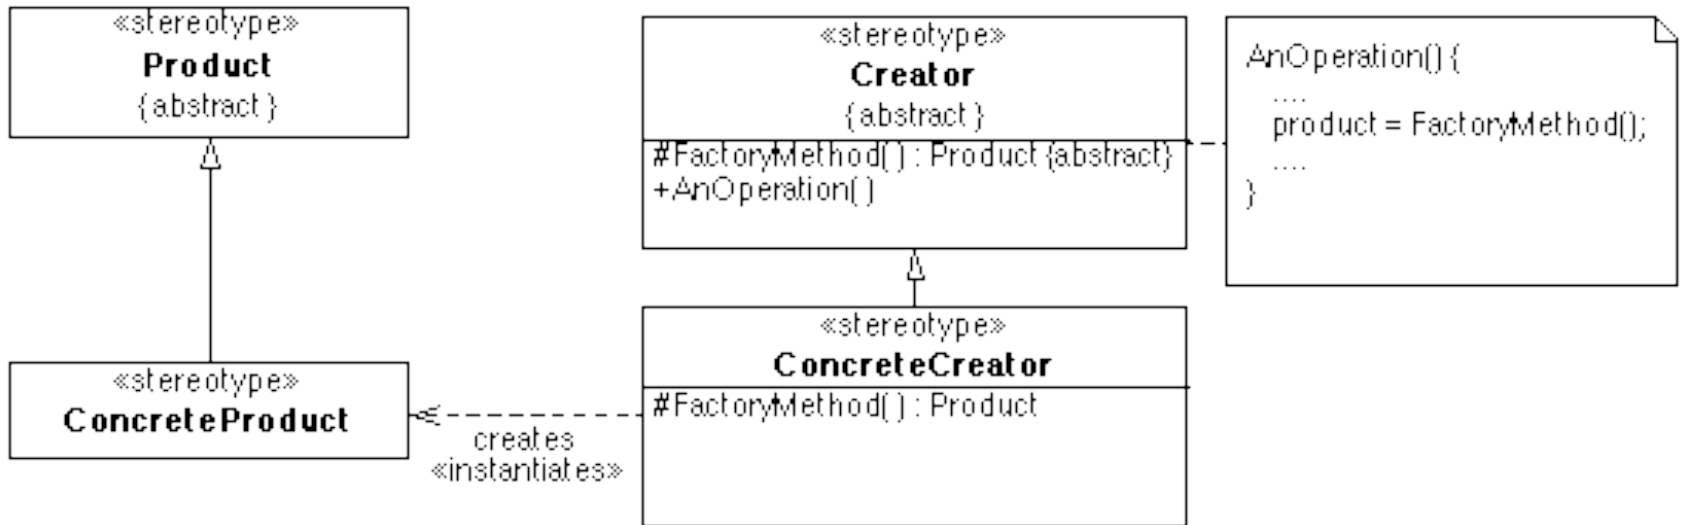 «stereotype»
Product
{abstract}
«stereotype»
Creator
{abstract}
#FactoryMethod() : Product {abstract}
+AnOperation()
AnOperation() {
....
product = FactoryMethod();
....
}
«stereotype»
ConcreteProduct
creates
«instantiates»
«stereotype»
ConcreteCreator
#FactoryMethod() : Product